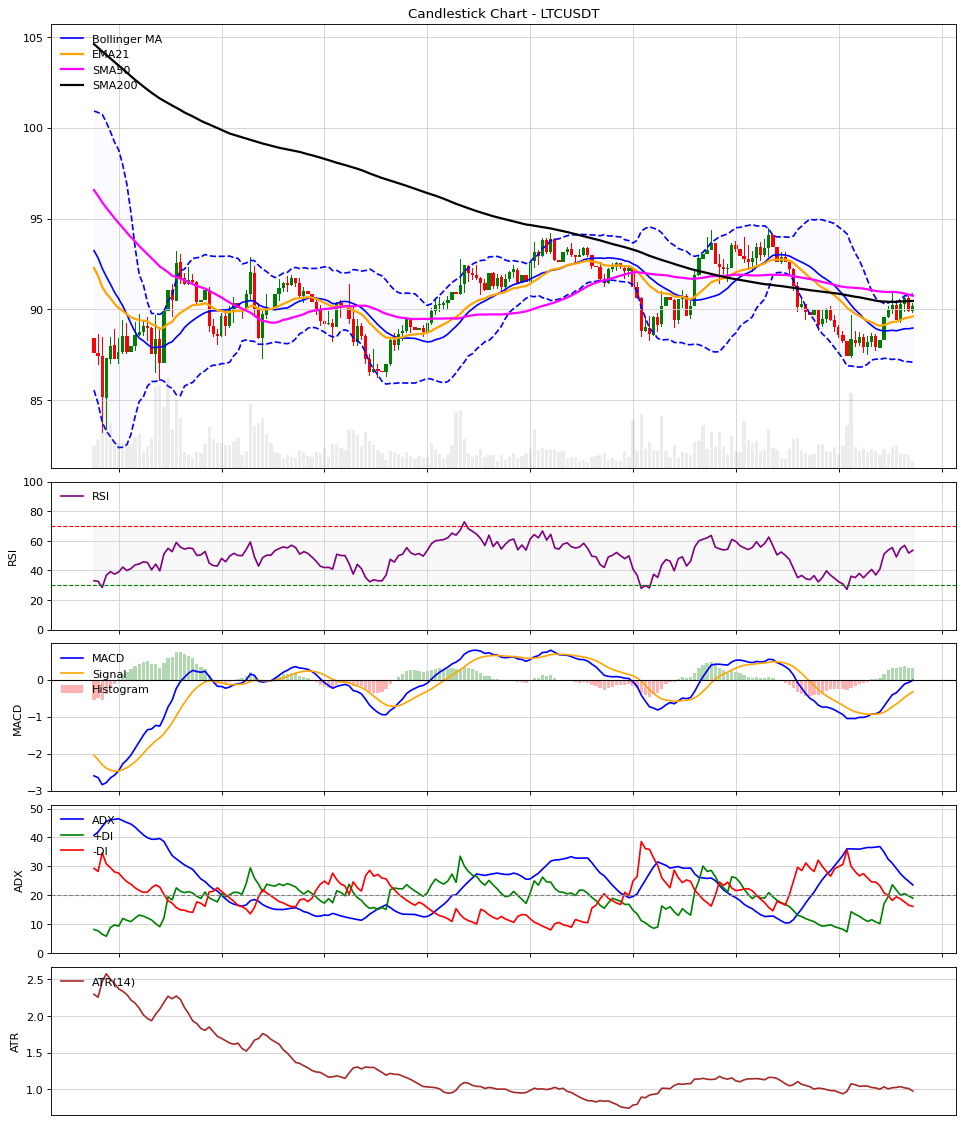 Candlestick Chart - LTCUSDT
Bollinger MA
EMA21
SMA50
SMA200
105
100
95
90
85
RSI
100
80
60
40
20
0
RSI
MACD
Signal
Histogram
0
−1
−2
−3
MACD
ADX
+DI
-DI
50
40
30
20
10
0
ADX
ATR(14)
2.5
2.0
1.5
1.0
ATR